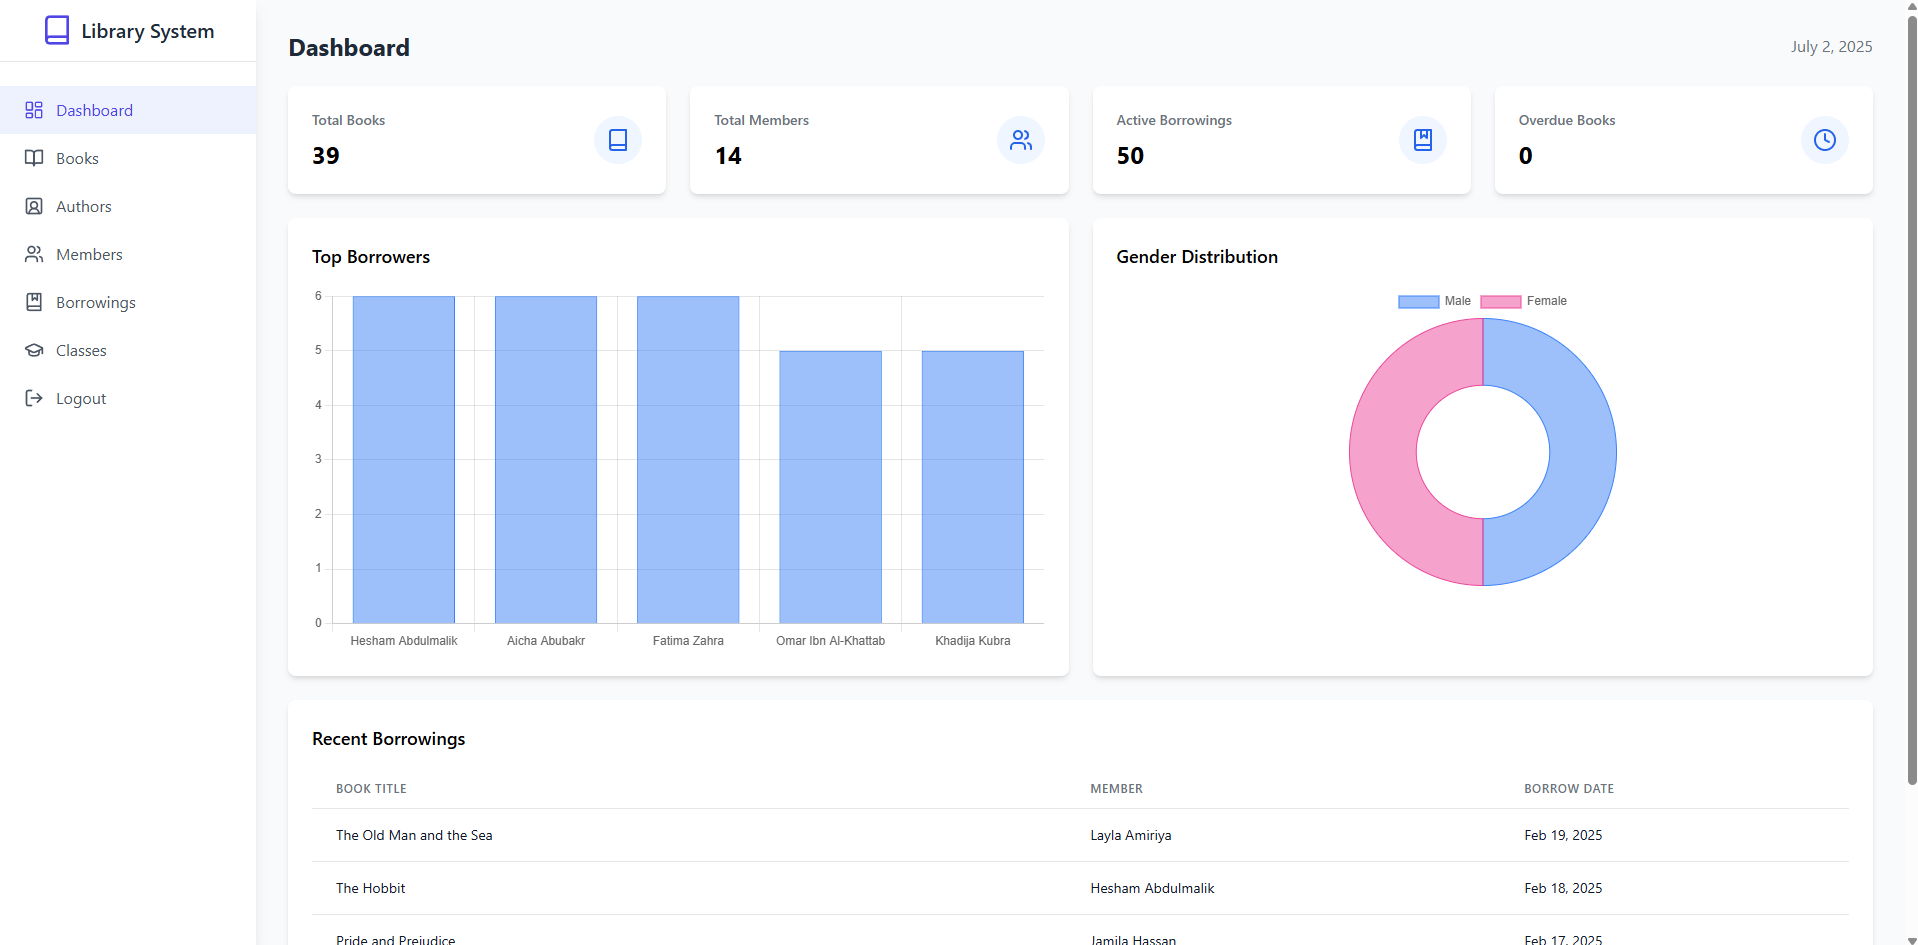 Library System
Dashboard
Books
Authors
Members
Borrowings
Classes
Logout
Dashboard
July 2, 2025
Total Books
39
Total Members
14
Active Borrowings
50
Overdue Books
0
Top Borrowers
6
5
4
3
2
1
0
Hesham Abdulmalik
Aicha Abubakr
Fatima Zahra
Omar Ibn Al-Khattab
Khadija Kubra
Gender Distribution
Male Female
Recent Borrowings
BOOK TITLE MEMBER BORROW DATE
The Old Man and the Sea Layla Amiriya Feb 19, 2025
The Hobbit Hesham Abdulmalik Feb 18, 2025
Pride and Prejudice Jamila Hassan Feb 17, 2025